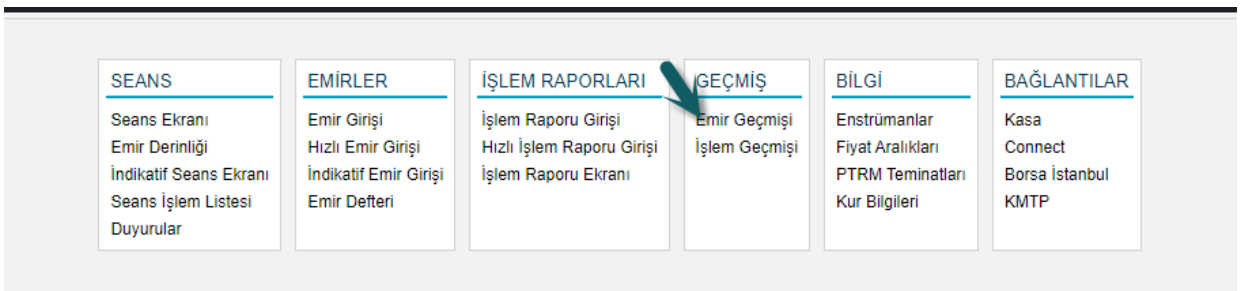 SEANS
Seans Ekranı
Emir Derinliği
İndikatif Seans Ekranı
Seans İşlem Listesi
Duyurular
EMİRLER
Emir Girişi
Hızlı Emir Girişi
İndikatif Emir Girişi
Emir Defteri
İŞLEM RAPORLARI
İşlem Raporu Girişi
Hızlı İşlem Raporu Girişi
İşlem Raporu Ekranı
GEÇMİŞ
Emir Geçmişi
İşlem Geçmişi
BİLGİ
Enstrümanlar
Fiyat Aralıkları
PTRM Teminatları
Kur Bilgileri
BAĞLANTILAR
Kasa
Connect
Borsa İstanbul
KMTP